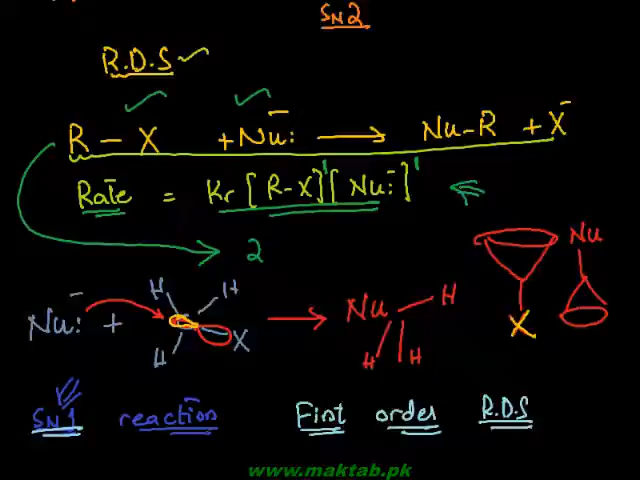 SN2
R.D.S
R – X + Nu:⁻ ⟶ Nu–R + X⁻
Rate = Kr [R–X]¹ [Nu:⁻]¹
2
Nu
H H
Nu:⁻ + X ⟶ Nu H
H H H
X
SN1 reaction First order R.D.S
www.maktab.pk